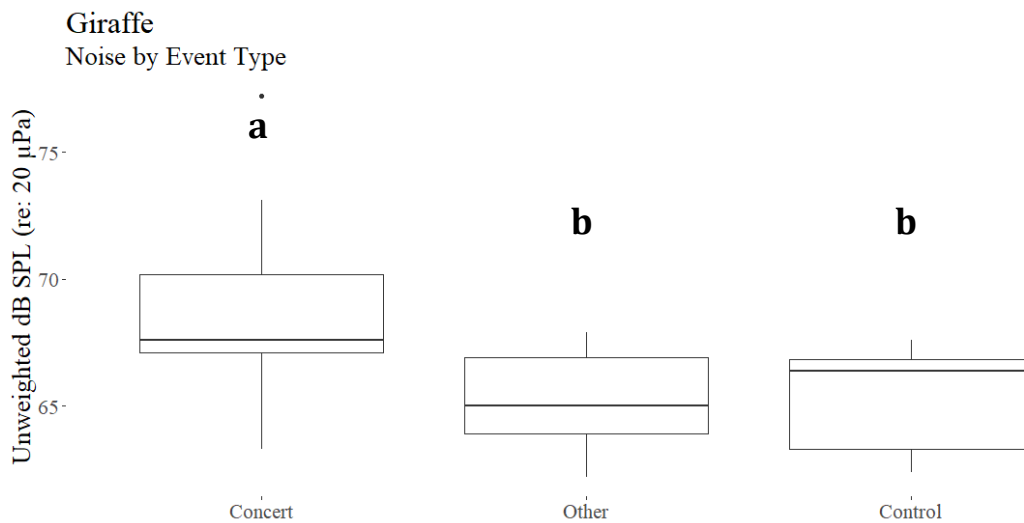 Giraffe
Noise by Event Type
Unweighted dB SPL (re: 20 µPa)
a
75
b
b
70
65
Concert
Other
Control